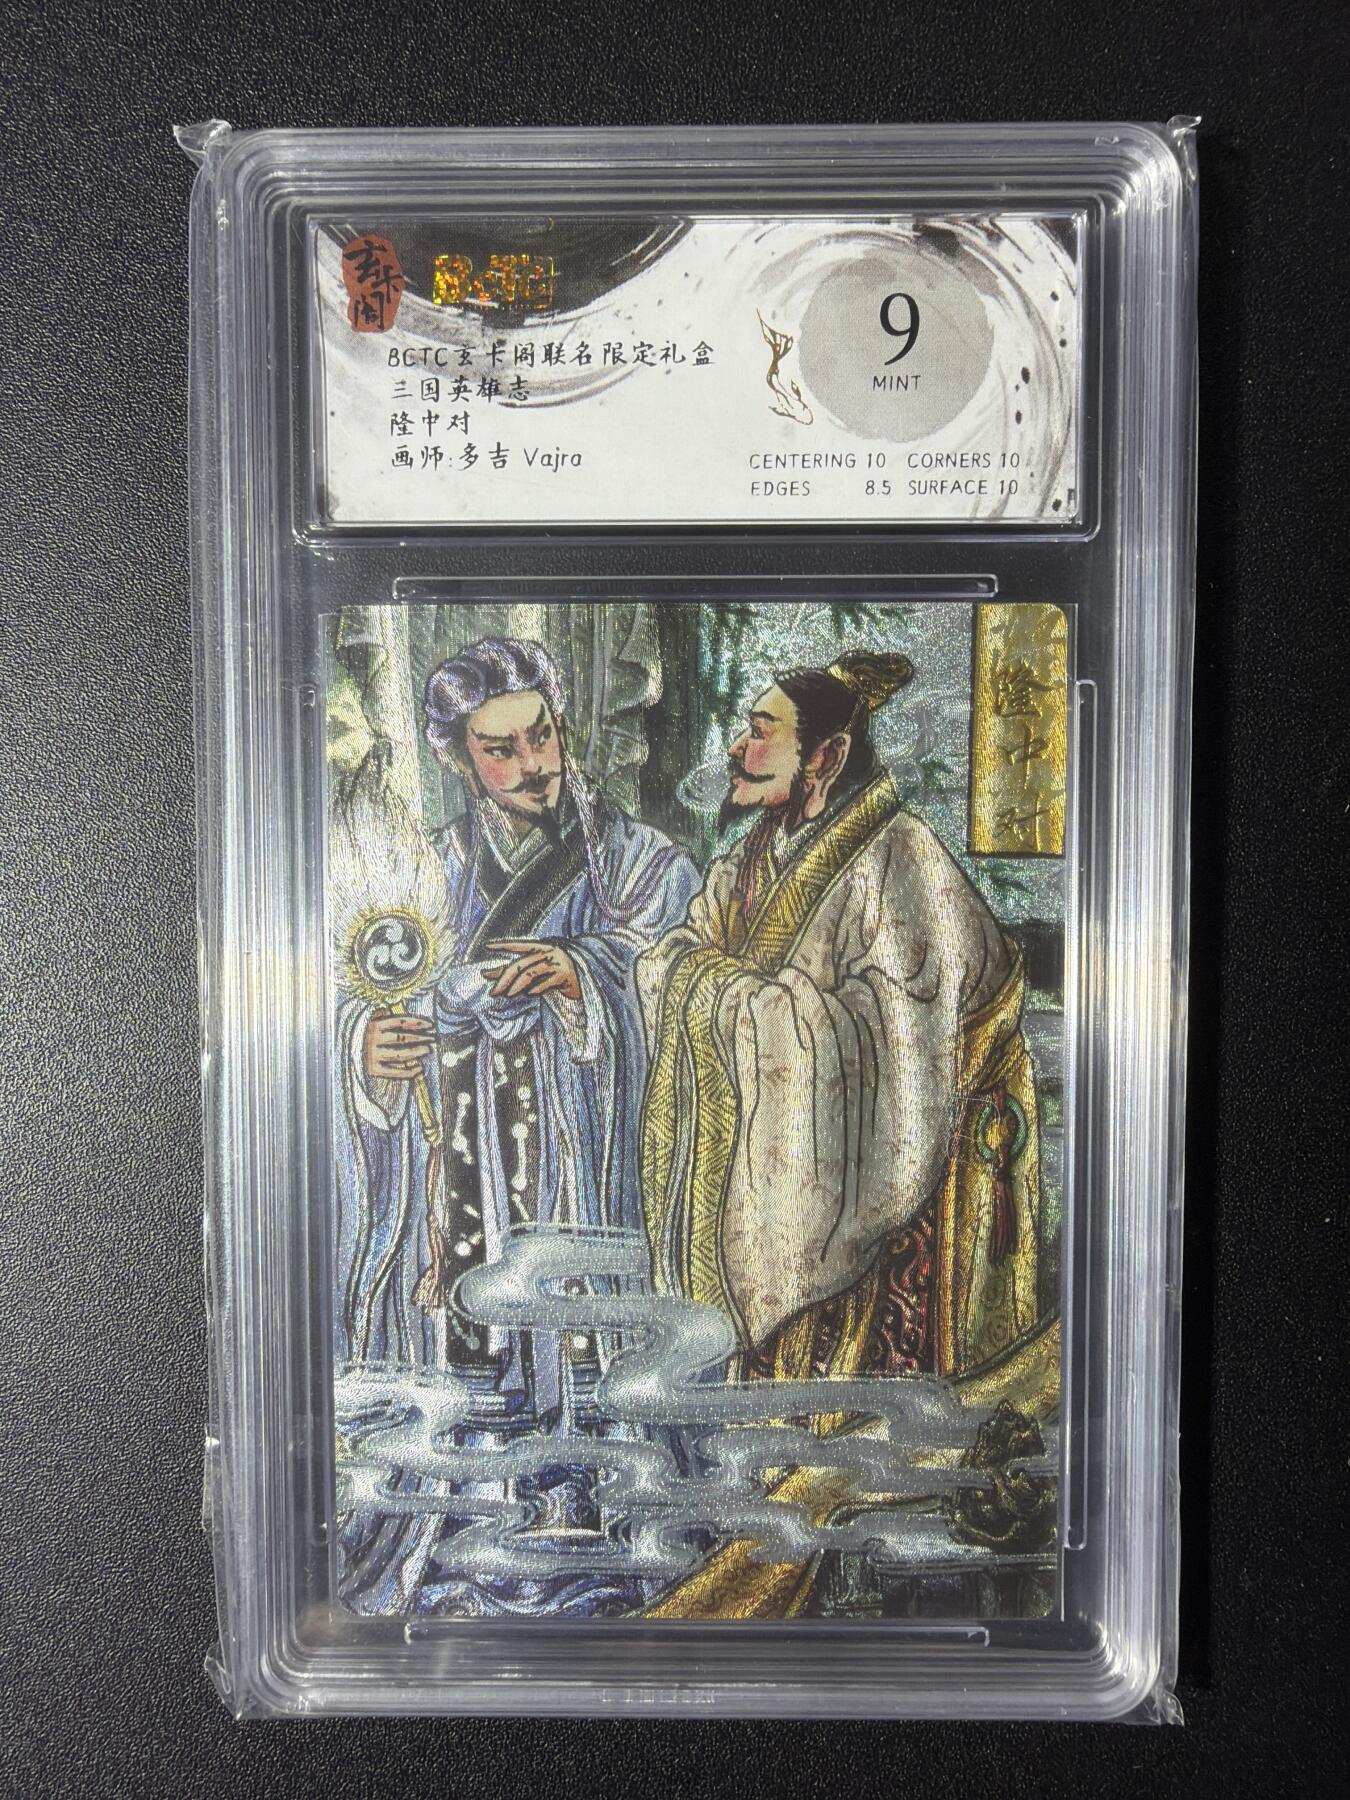 玄卡阁
BCTC
BCTC玄卡阁联名限定礼盒
三国英雄志
隆中对
画师:多吉 Vajra
9
MINT
CENTERING 10 CORNERS 10
EDGES 8.5 SURFACE 10
隆中对